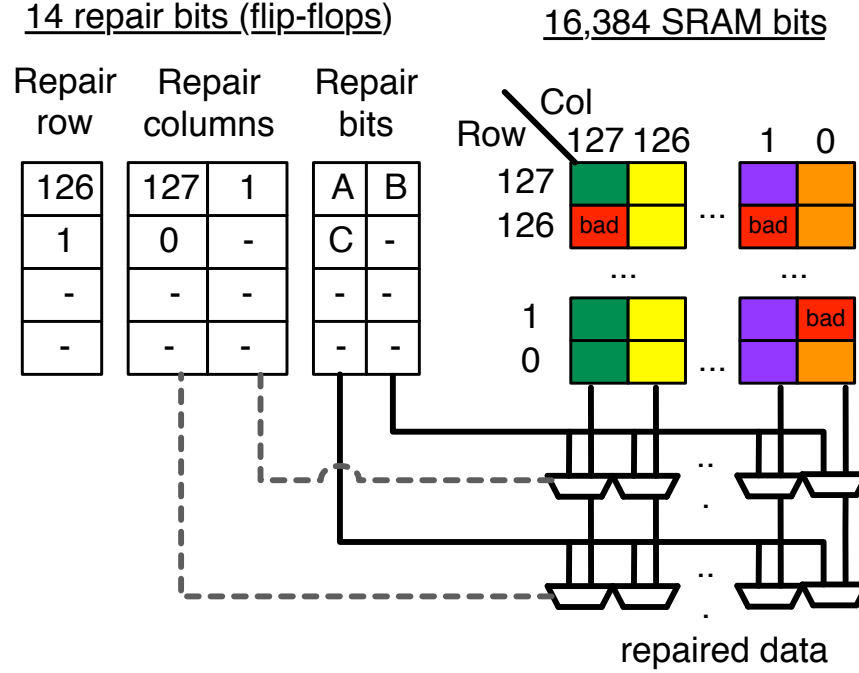 14 repair bits (flip-flops)
16,384 SRAM bits
Repair row
Repair columns
Repair bits
126 127 1 A B
1 0 - C -
- - - - -
- - - - -
Col
Row 127 126 1 0
127
126 bad ... bad
... ...
1 bad
0 ...
..
.
..
.
repaired data